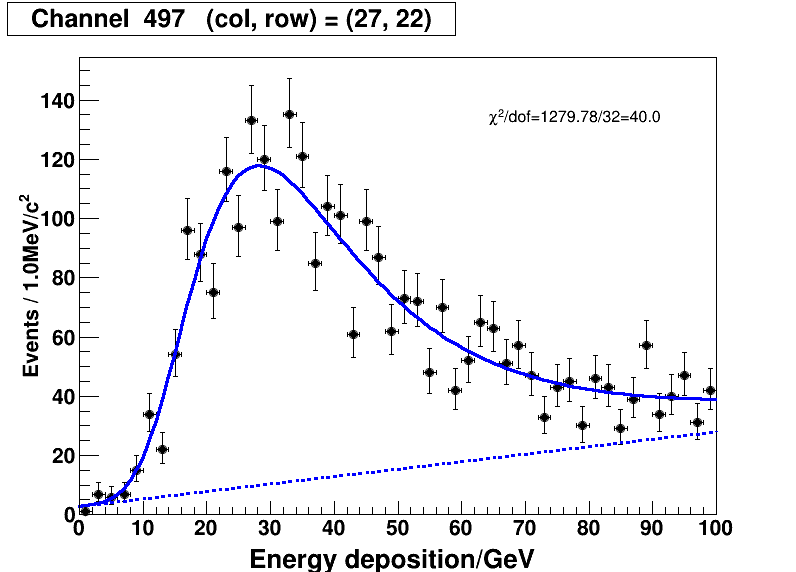 Channel 497 (col, row) = (27, 22)
χ²/dof=1279.78/32=40.0
Events / 1.0MeV/c²
140
120
100
80
60
40
20
0
0 10 20 30 40 50 60 70 80 90 100
Energy deposition/GeV